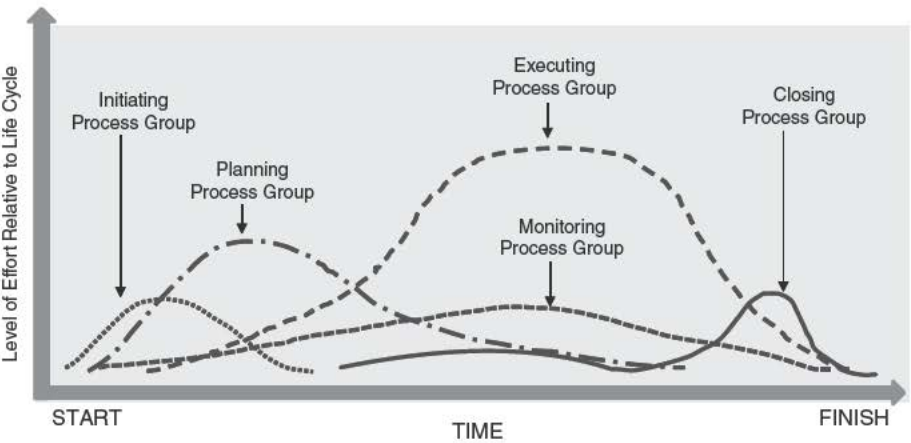 Level of Effort Relative to Life Cycle
Initiating
Process Group
Planning
Process Group
Executing
Process Group
Monitoring
Process Group
Closing
Process Group
START
TIME
FINISH